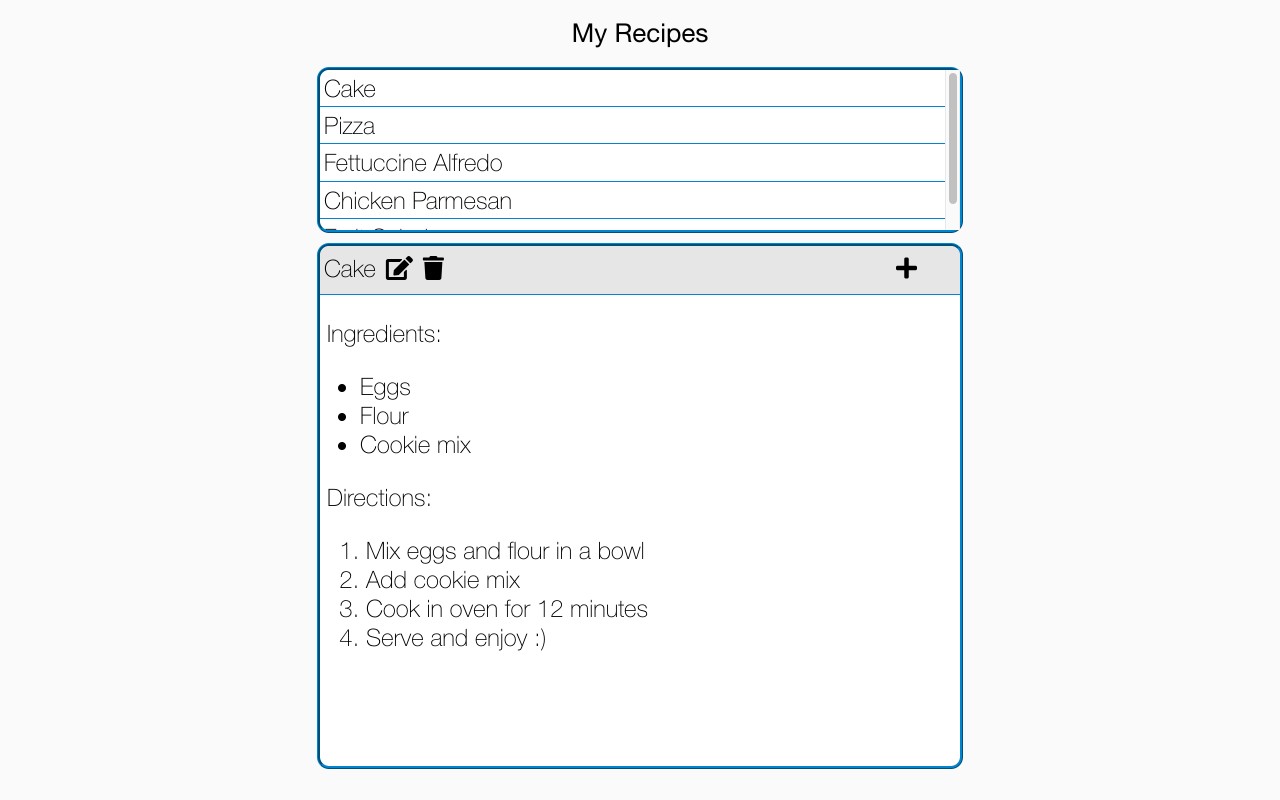 My Recipes
Cake
Pizza
Fettuccine Alfredo
Chicken Parmesan
Cake
Ingredients:
• Eggs
• Flour
• Cookie mix
Directions:
1. Mix eggs and flour in a bowl
2. Add cookie mix
3. Cook in oven for 12 minutes
4. Serve and enjoy :)